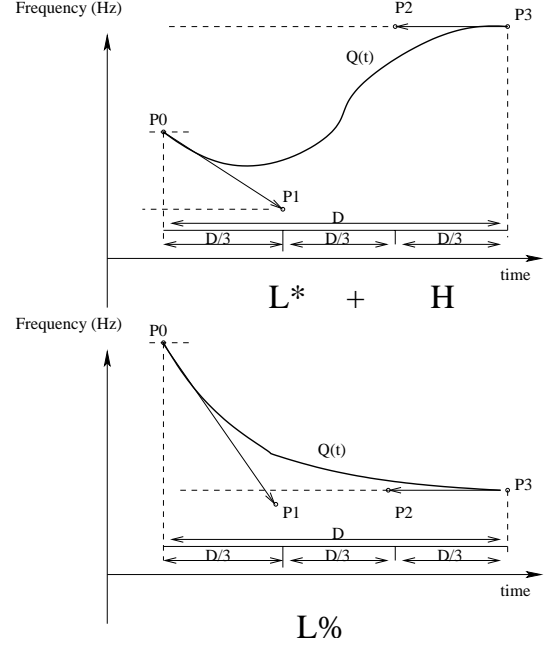 Frequency (Hz)
P2
P3
Q(t)
P0
P1
D
D/3 D/3 D/3
time
L* + H
Frequency (Hz)
P0
Q(t)
P3
P1 P2
D
D/3 D/3 D/3
time
L%